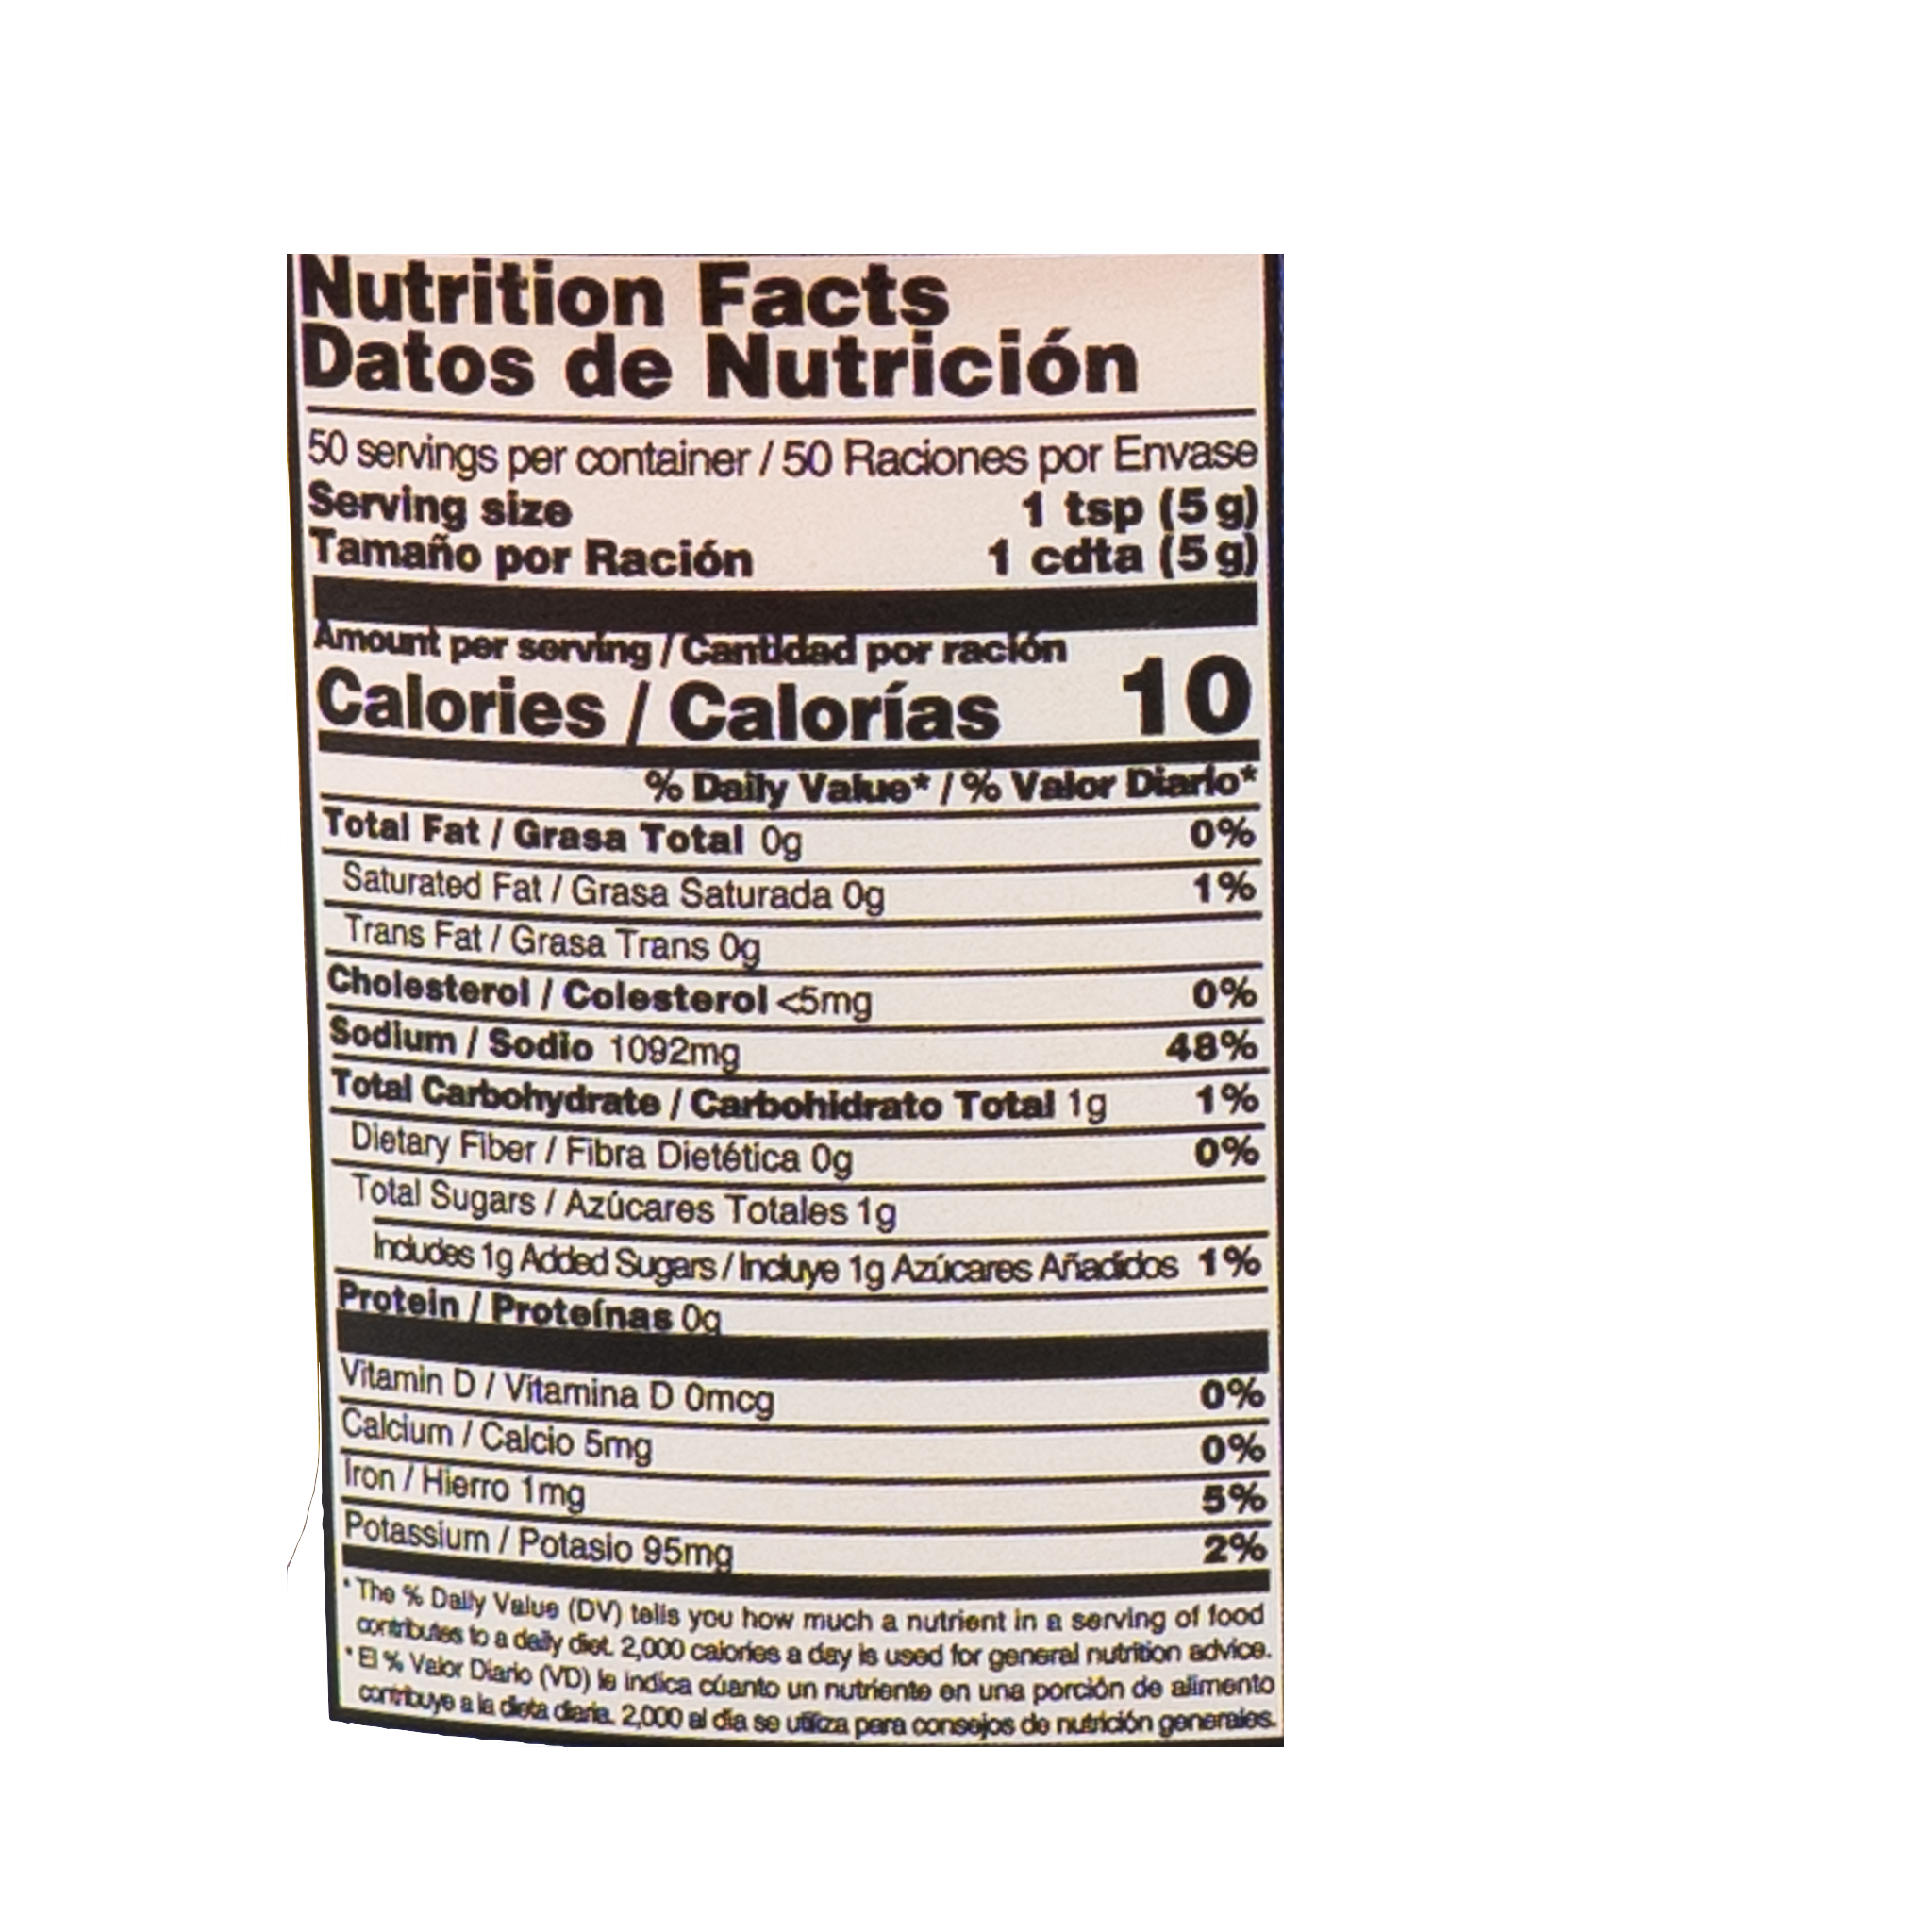 Nutrition Facts
Datos de Nutrición
50 servings per container / 50 Raciones por Envase
Serving size 1 tsp (5 g)
Tamaño por Ración 1 cdta (5 g)
Amount per serving / Cantidad por ración
Calories / Calorías 10
% Daily Value* / % Valor Diario*
Total Fat / Grasa Total 0g 0%
Saturated Fat / Grasa Saturada 0g 1%
Trans Fat / Grasa Trans 0g
Cholesterol / Colesterol <5mg 0%
Sodium / Sodio 1092mg 48%
Total Carbohydrate / Carbohidrato Total 1g 1%
Dietary Fiber / Fibra Dietética 0g 0%
Total Sugars / Azúcares Totales 1g
Includes 1g Added Sugars / Incluye 1g Azúcares Añadidos 1%
Protein / Proteínas 0g
Vitamin D / Vitamina D 0mcg 0%
Calcium / Calcio 5mg 0%
Iron / Hierro 1mg 5%
Potassium / Potasio 95mg 2%
* The % Daily Value (DV) tells you how much a nutrient in a serving of food
contributes to a daily diet. 2,000 calories a day is used for general nutrition advice.
* El % Valor Diario (VD) le indica cúanto un nutriente en una porción de alimento
contribuye a la dieta diaria. 2,000 al día se utiliza para consejos de nutrición generales.